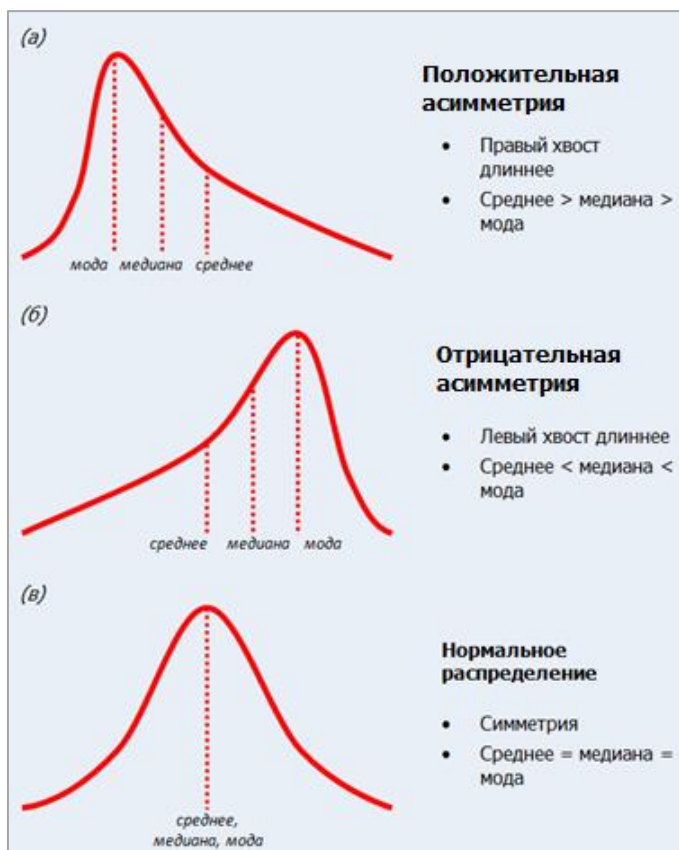 (а)
Положительная
асимметрия
• Правый хвост
длиннее
• Среднее > медиана >
мода
мода медиана среднее
(б)
Отрицательная
асимметрия
• Левый хвост длиннее
• Среднее < медиана <
мода
среднее медиана мода
(в)
Нормальное
распределение
• Симметрия
• Среднее = медиана =
мода
среднее,
медиана, мода